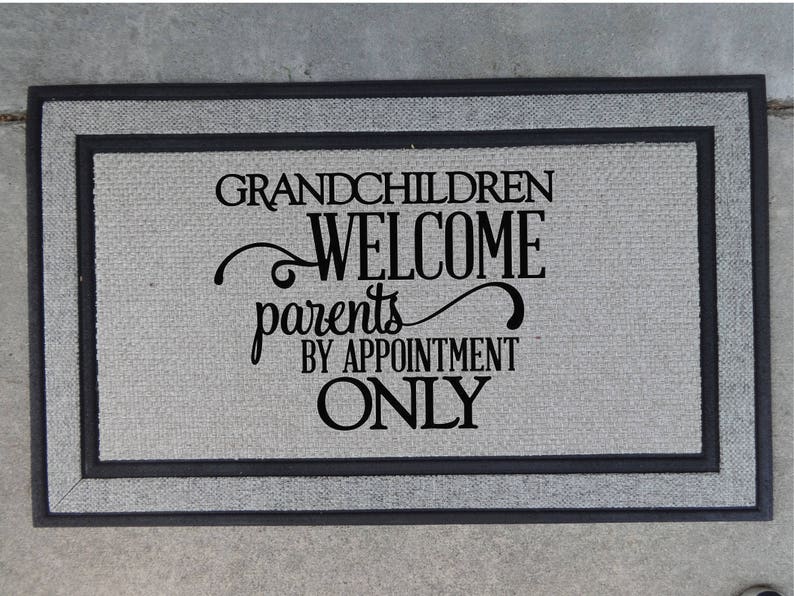 GRANDCHILDREN
WELCOME
parents
BY APPOINTMENT
ONLY